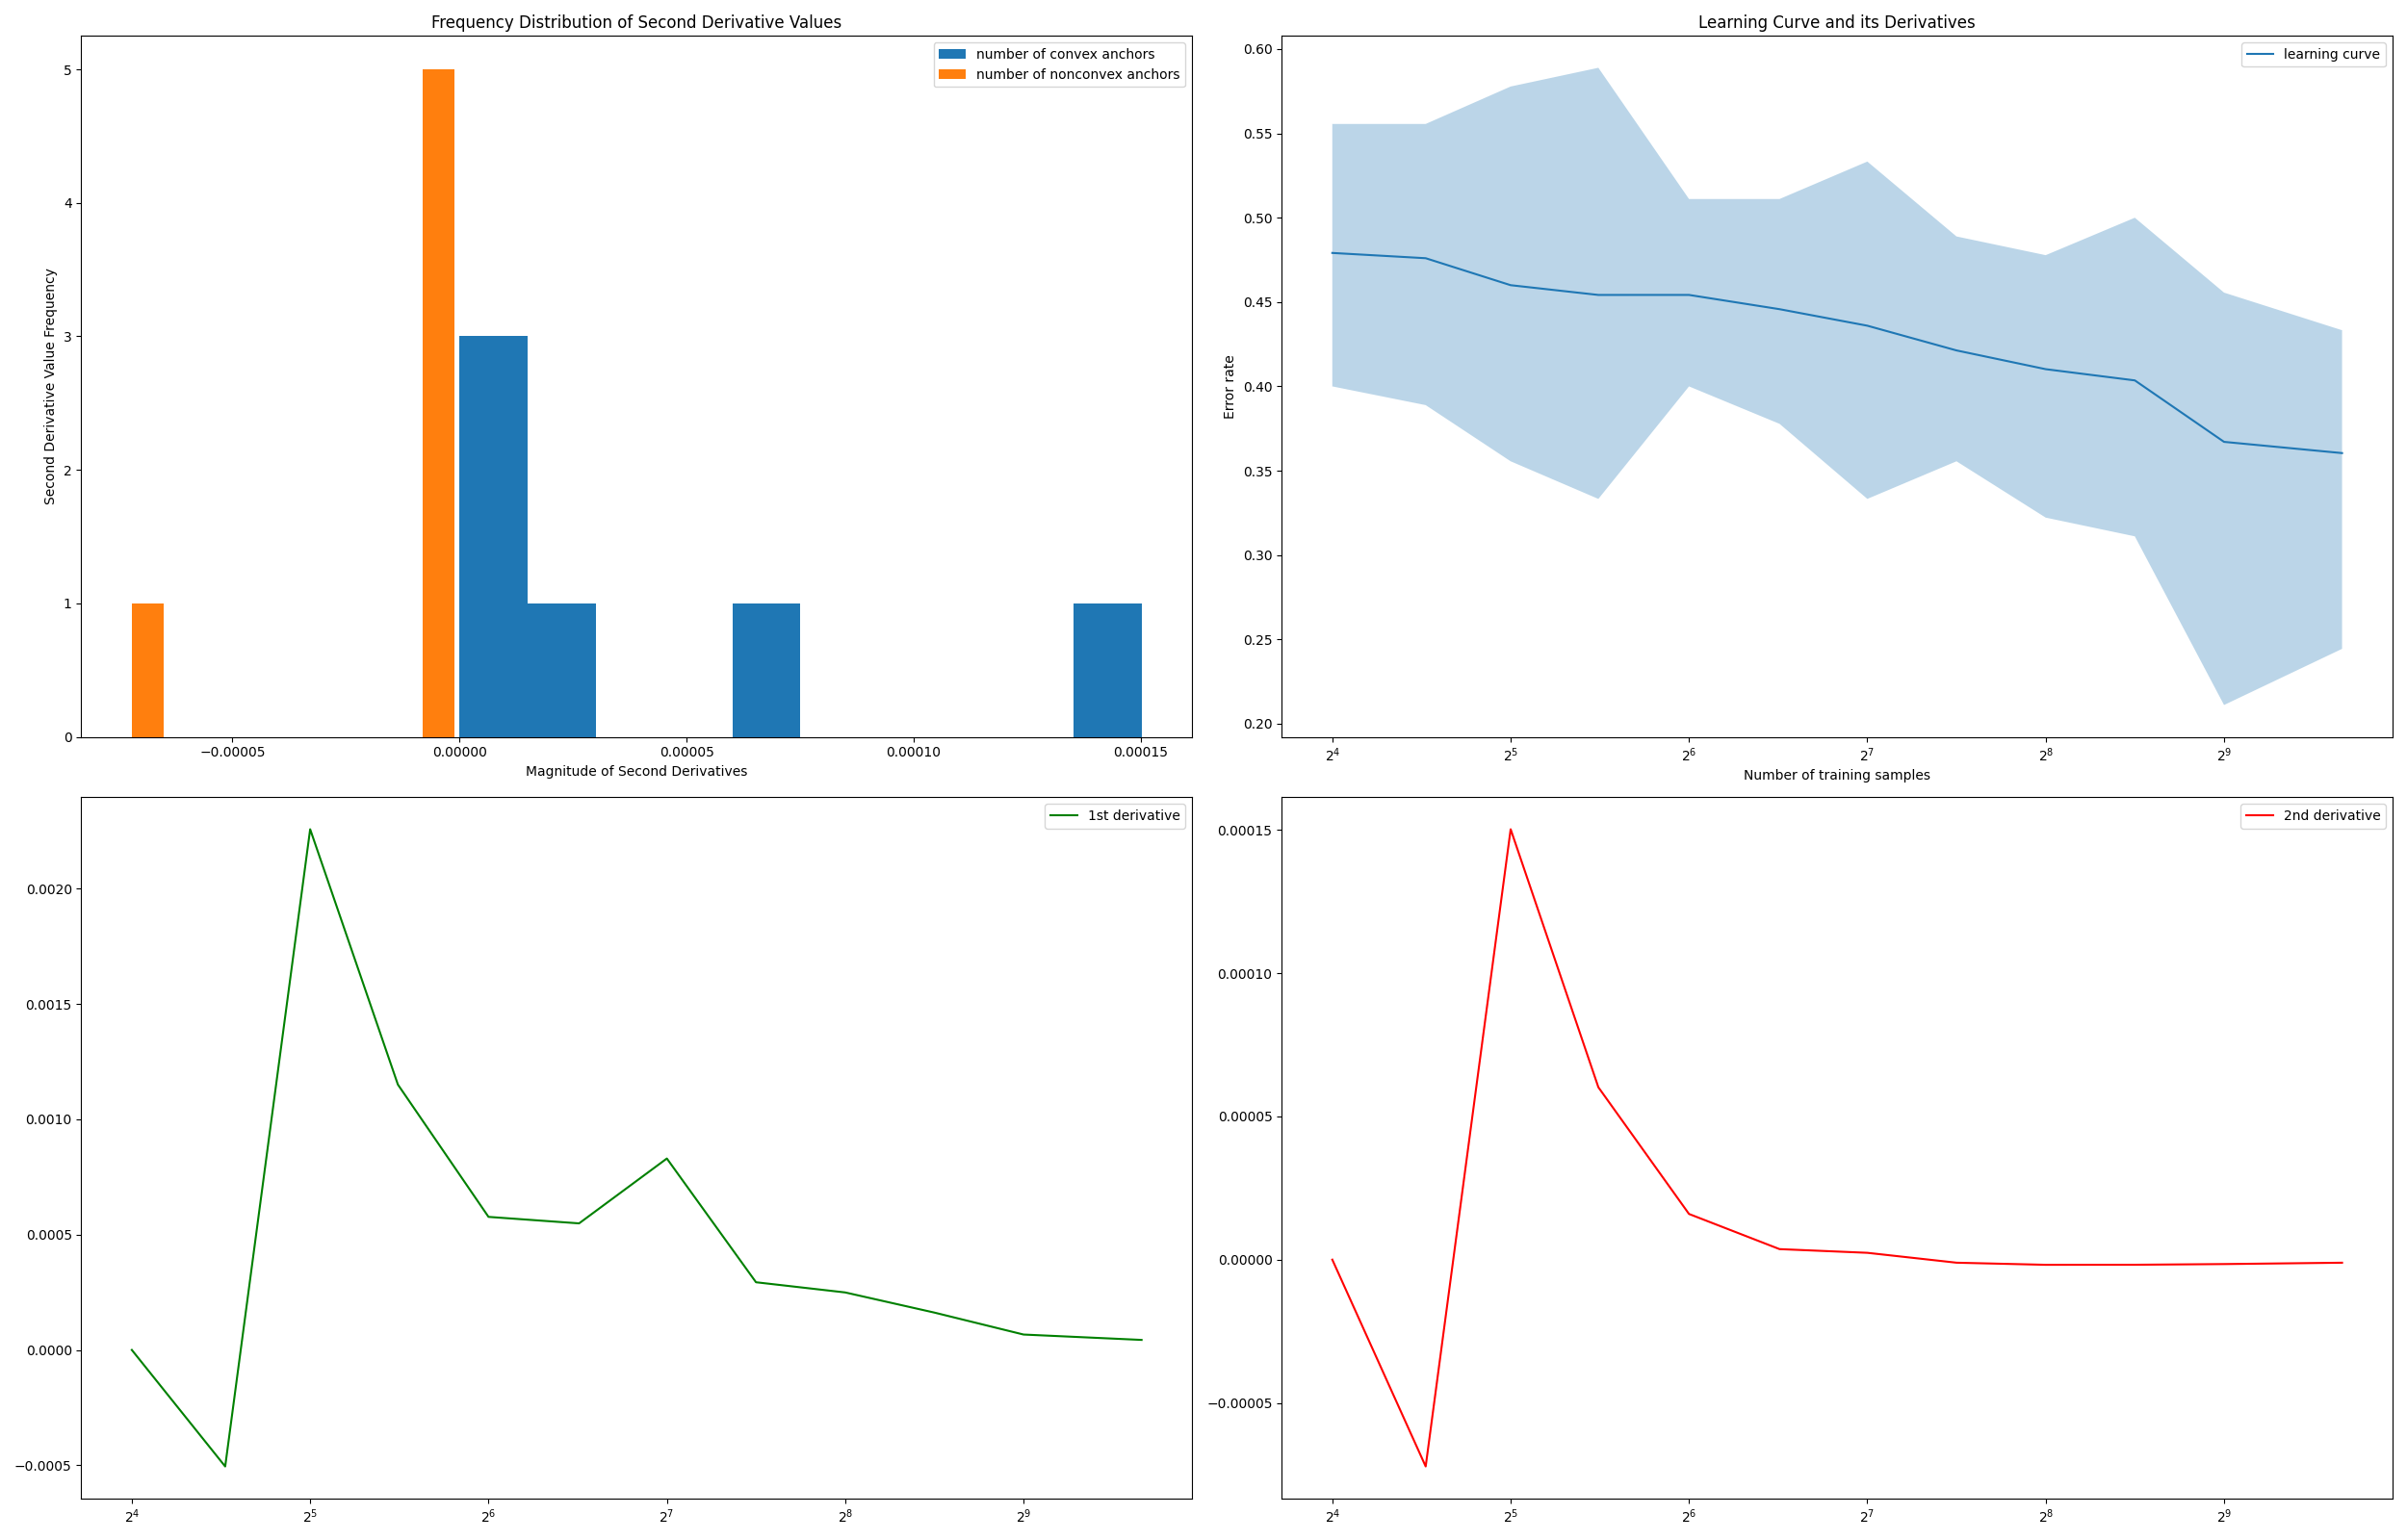 Frequency Distribution of Second Derivative Values
number of convex anchors
number of nonconvex anchors
5
4
3
2
1
0
Second Derivative Value Frequency
−0.00005 0.00000 0.00005 0.00010 0.00015
Magnitude of Second Derivatives
Learning Curve and its Derivatives
learning curve
0.60
0.55
0.50
0.45
0.40
0.35
0.30
0.25
0.20
Error rate
2⁴ 2⁵ 2⁶ 2⁷ 2⁸ 2⁹
Number of training samples
1st derivative
0.0020
0.0015
0.0010
0.0005
0.0000
−0.0005
2⁴ 2⁵ 2⁶ 2⁷ 2⁸ 2⁹
2nd derivative
0.00015
0.00010
0.00005
0.00000
−0.00005
2⁴ 2⁵ 2⁶ 2⁷ 2⁸ 2⁹